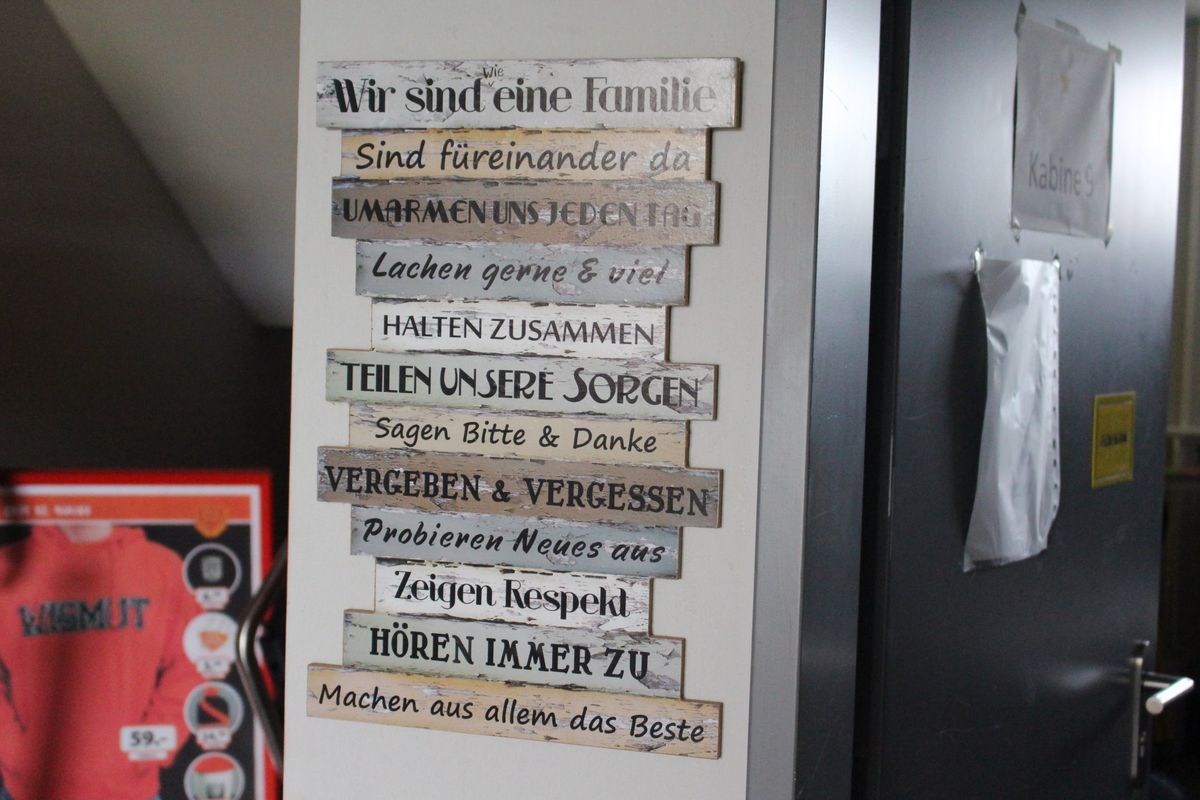 Wir sind wie eine Familie
Sind füreinander da
UMARMEN UNS JEDEN TAG
Lachen gerne & viel
HALTEN ZUSAMMEN
TEILEN UNSERE SORGEN
Sagen Bitte & Danke
VERGEBEN & VERGESSEN
Probieren Neues aus
Zeigen Respekt
HÖREN IMMER ZU
Machen aus allem das Beste
Kabine 9
WISMUT
59.-